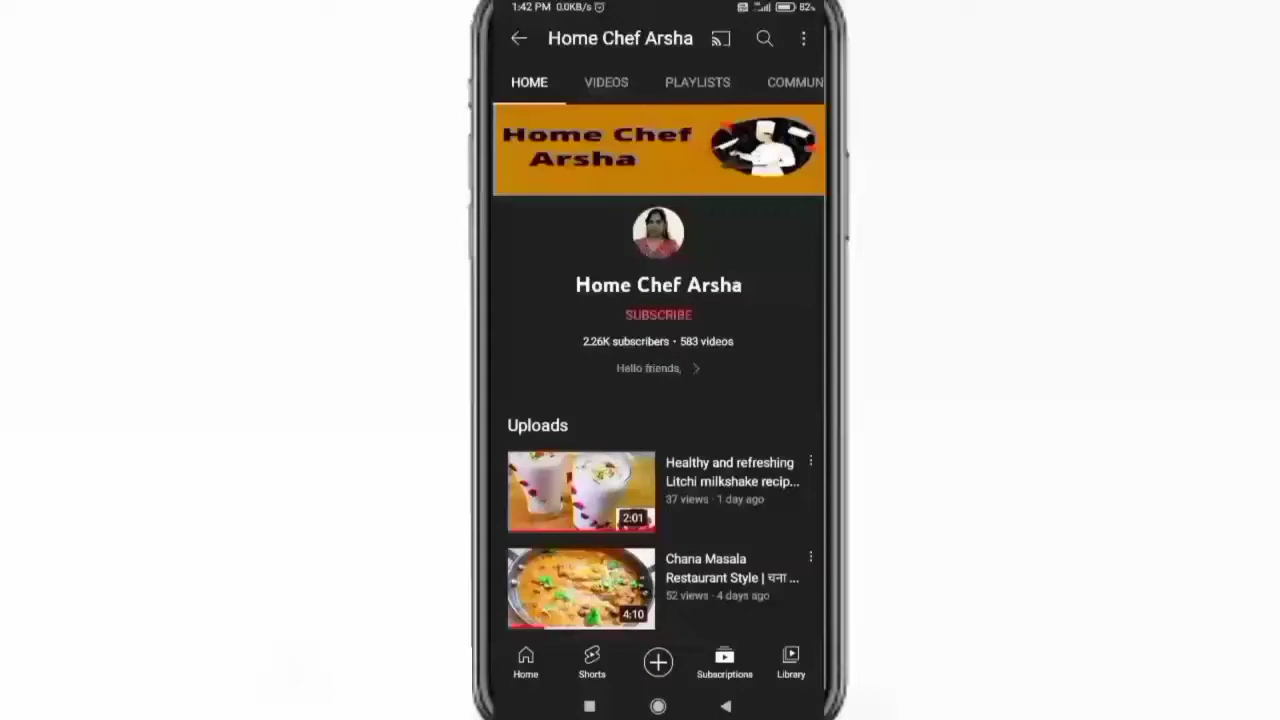 1:42 PM 0.0KB/s 82%
Home Chef Arsha
HOME VIDEOS PLAYLISTS COMMUN
Home Chef
Arsha
Home Chef Arsha
SUBSCRIBE
2.26K subscribers • 583 videos
Hello friends,
Uploads
Healthy and refreshing
Litchi milkshake recip...
37 views · 1 day ago
2:01
Chana Masala
Restaurant Style | चना ...
52 views · 4 days ago
4:10
Home Shorts Subscriptions Library